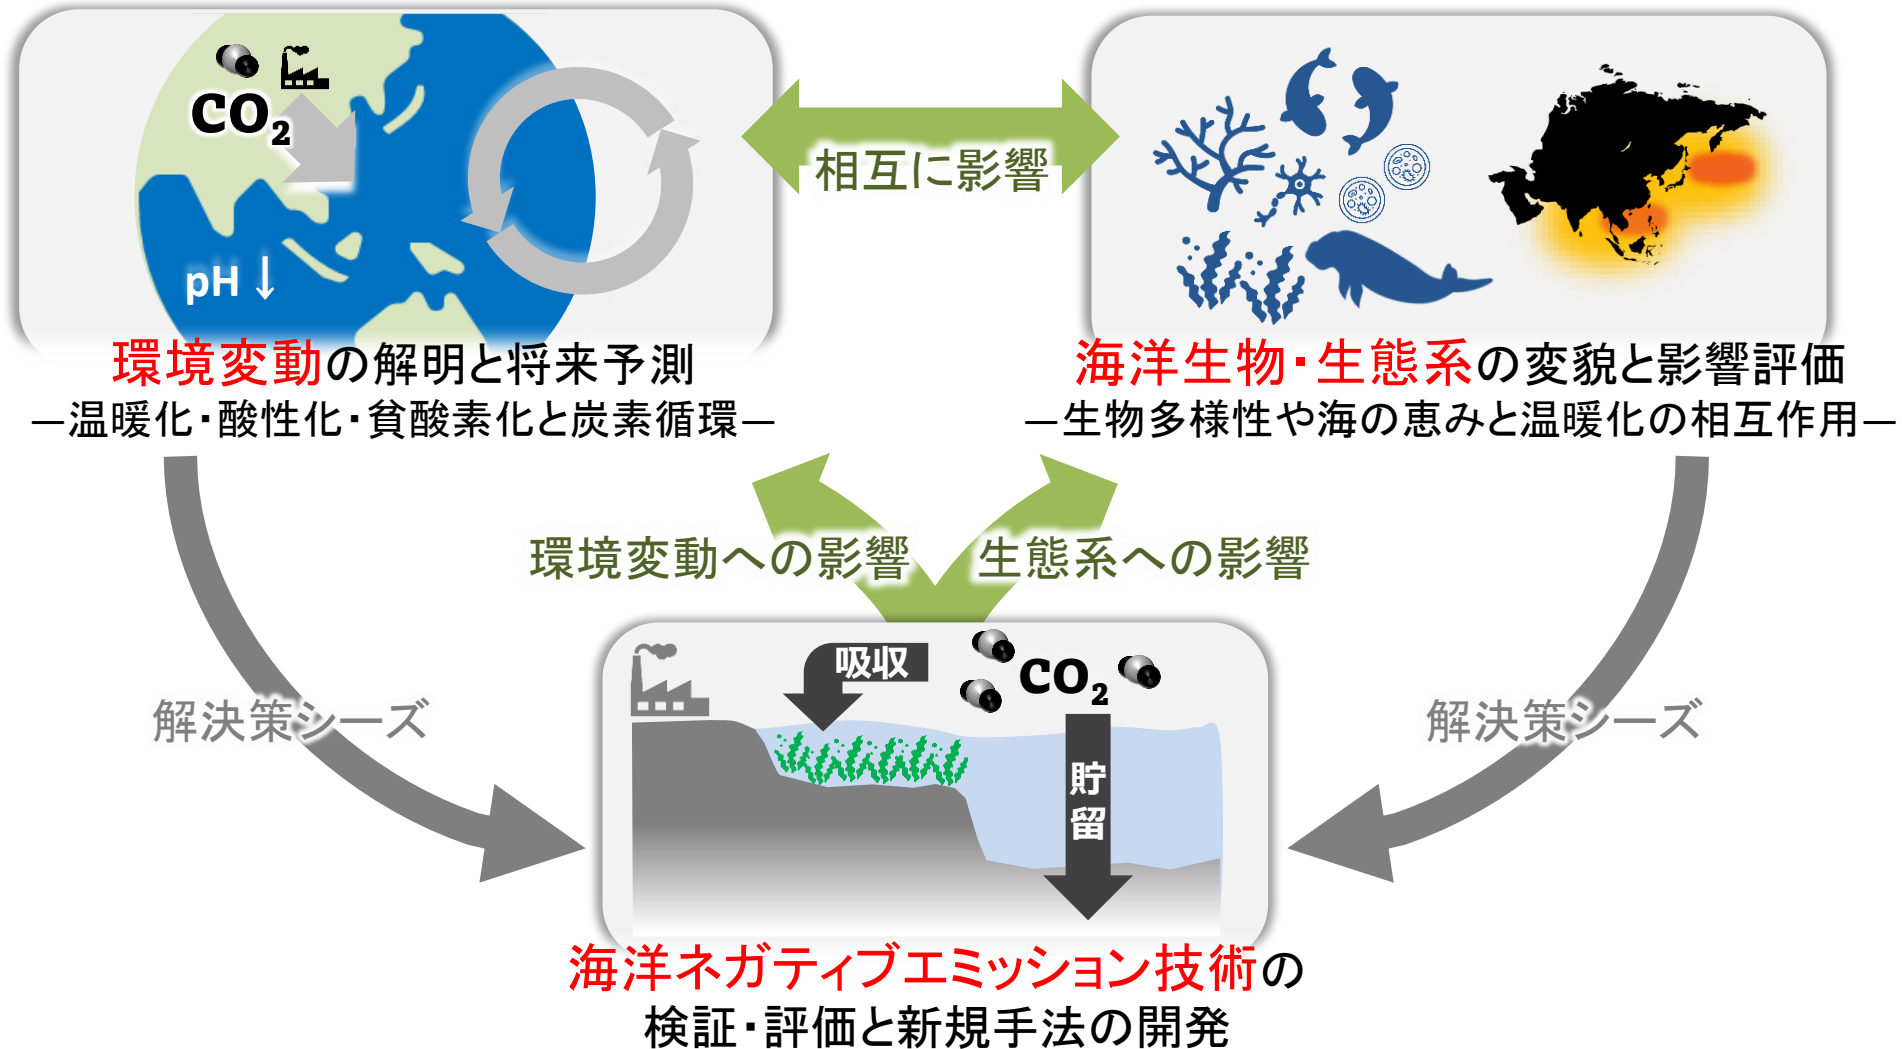 CO₂
pH↓
環境変動の解明と将来予測
―温暖化・酸性化・貧酸素化と炭素循環―
相互に影響
海洋生物・生態系の変貌と影響評価
―生物多様性や海の恵みと温暖化の相互作用―
環境変動への影響
生態系への影響
解決策シーズ
解決策シーズ
吸収
CO₂
貯留
海洋ネガティブエミッション技術の
検証・評価と新規手法の開発